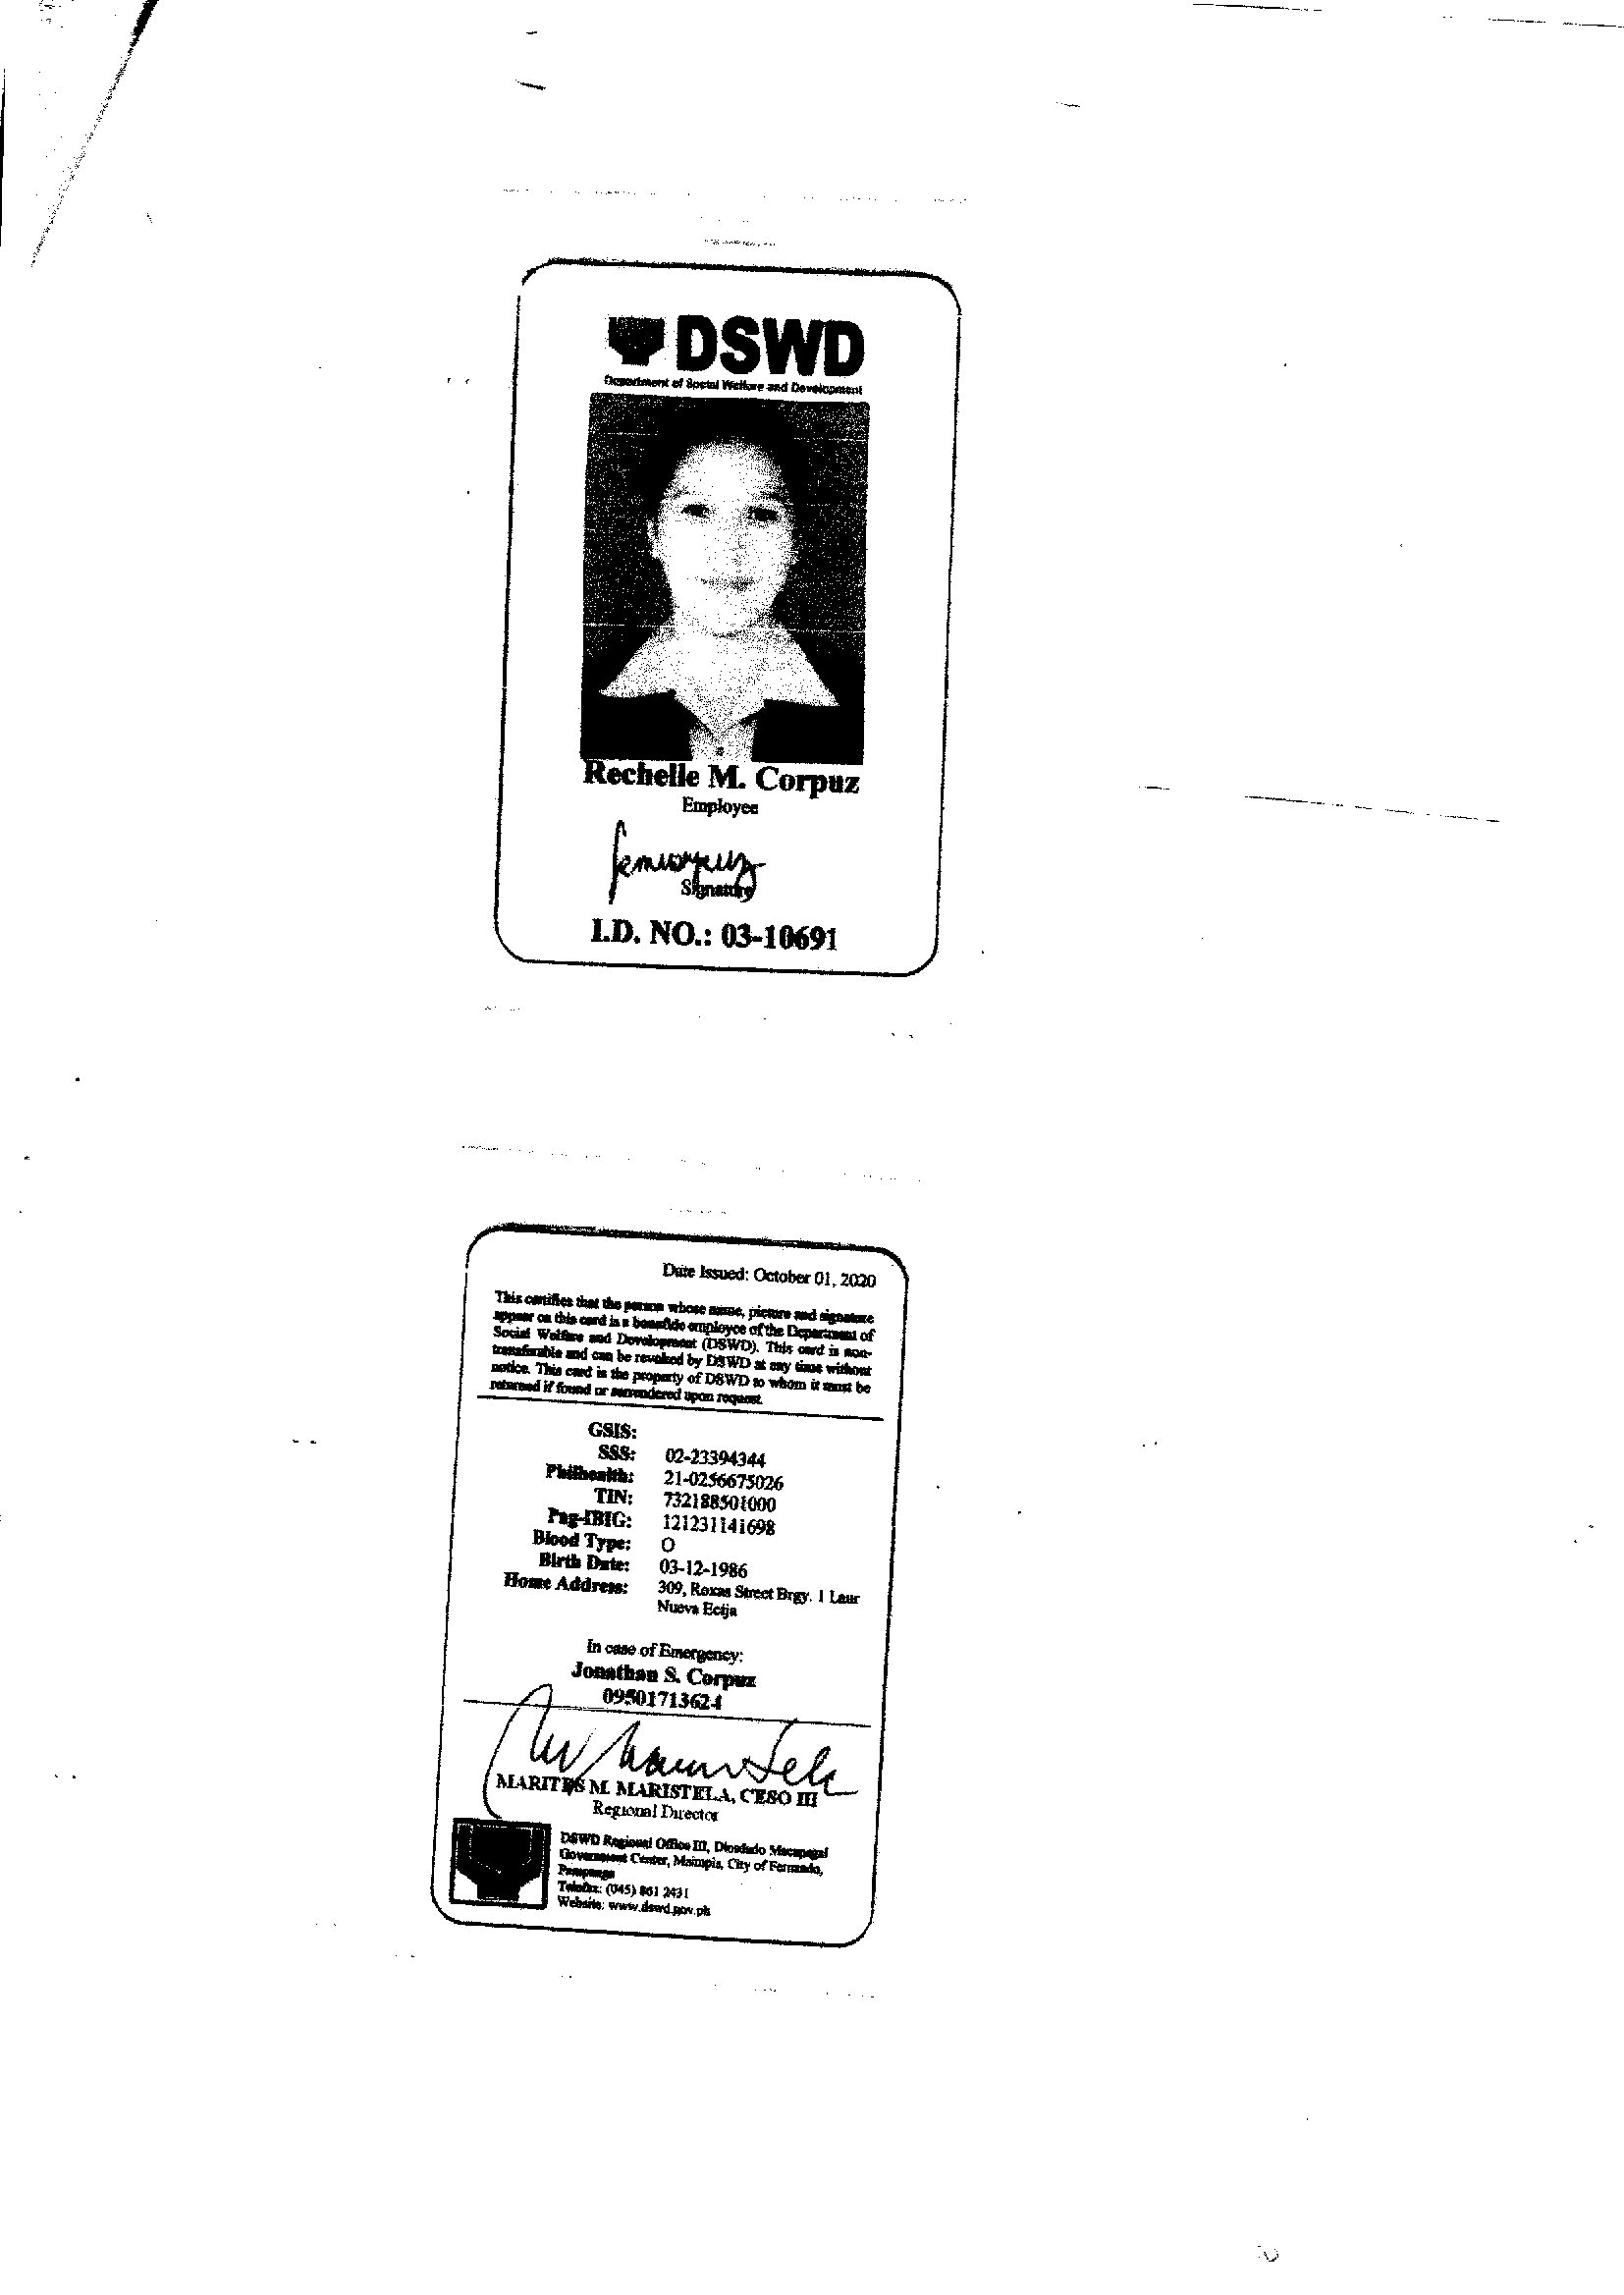 DSWD
Department of Social Welfare and Development
Rechelle M. Corpuz
Employee
Signature
I.D. NO.: 03-10691
Date Issued: October 01, 2020
This certifies that the person whose name, picture and signature
appear on this card is a bonafide employee of the Department of
Social Welfare and Development (DSWD). This card is non-
transferable and can be revoked by DSWD at any time without
notice. This card is the property of DSWD to whom it must be
returned if found or surrendered upon request.
GSIS:
SSS: 02-23394344
Philhealth: 21-0256675026
TIN: 732188501000
Pag-IBIG: 121231141698
Blood Type: O
Birth Date: 03-12-1986
Home Address: 309, Roxas Street Brgy. 1 Laur
Nueva Ecija
In case of Emergency:
Jonathan S. Corpuz
09501713624
MARITES M. MARISTELA, CESO III
Regional Director
DSWD Regional Office III, Diosdado Macapagal
Government Center, Maimpis, City of Fernando,
Pampanga
Telefax: (045) 861 2431
Website: www.dswd.gov.ph